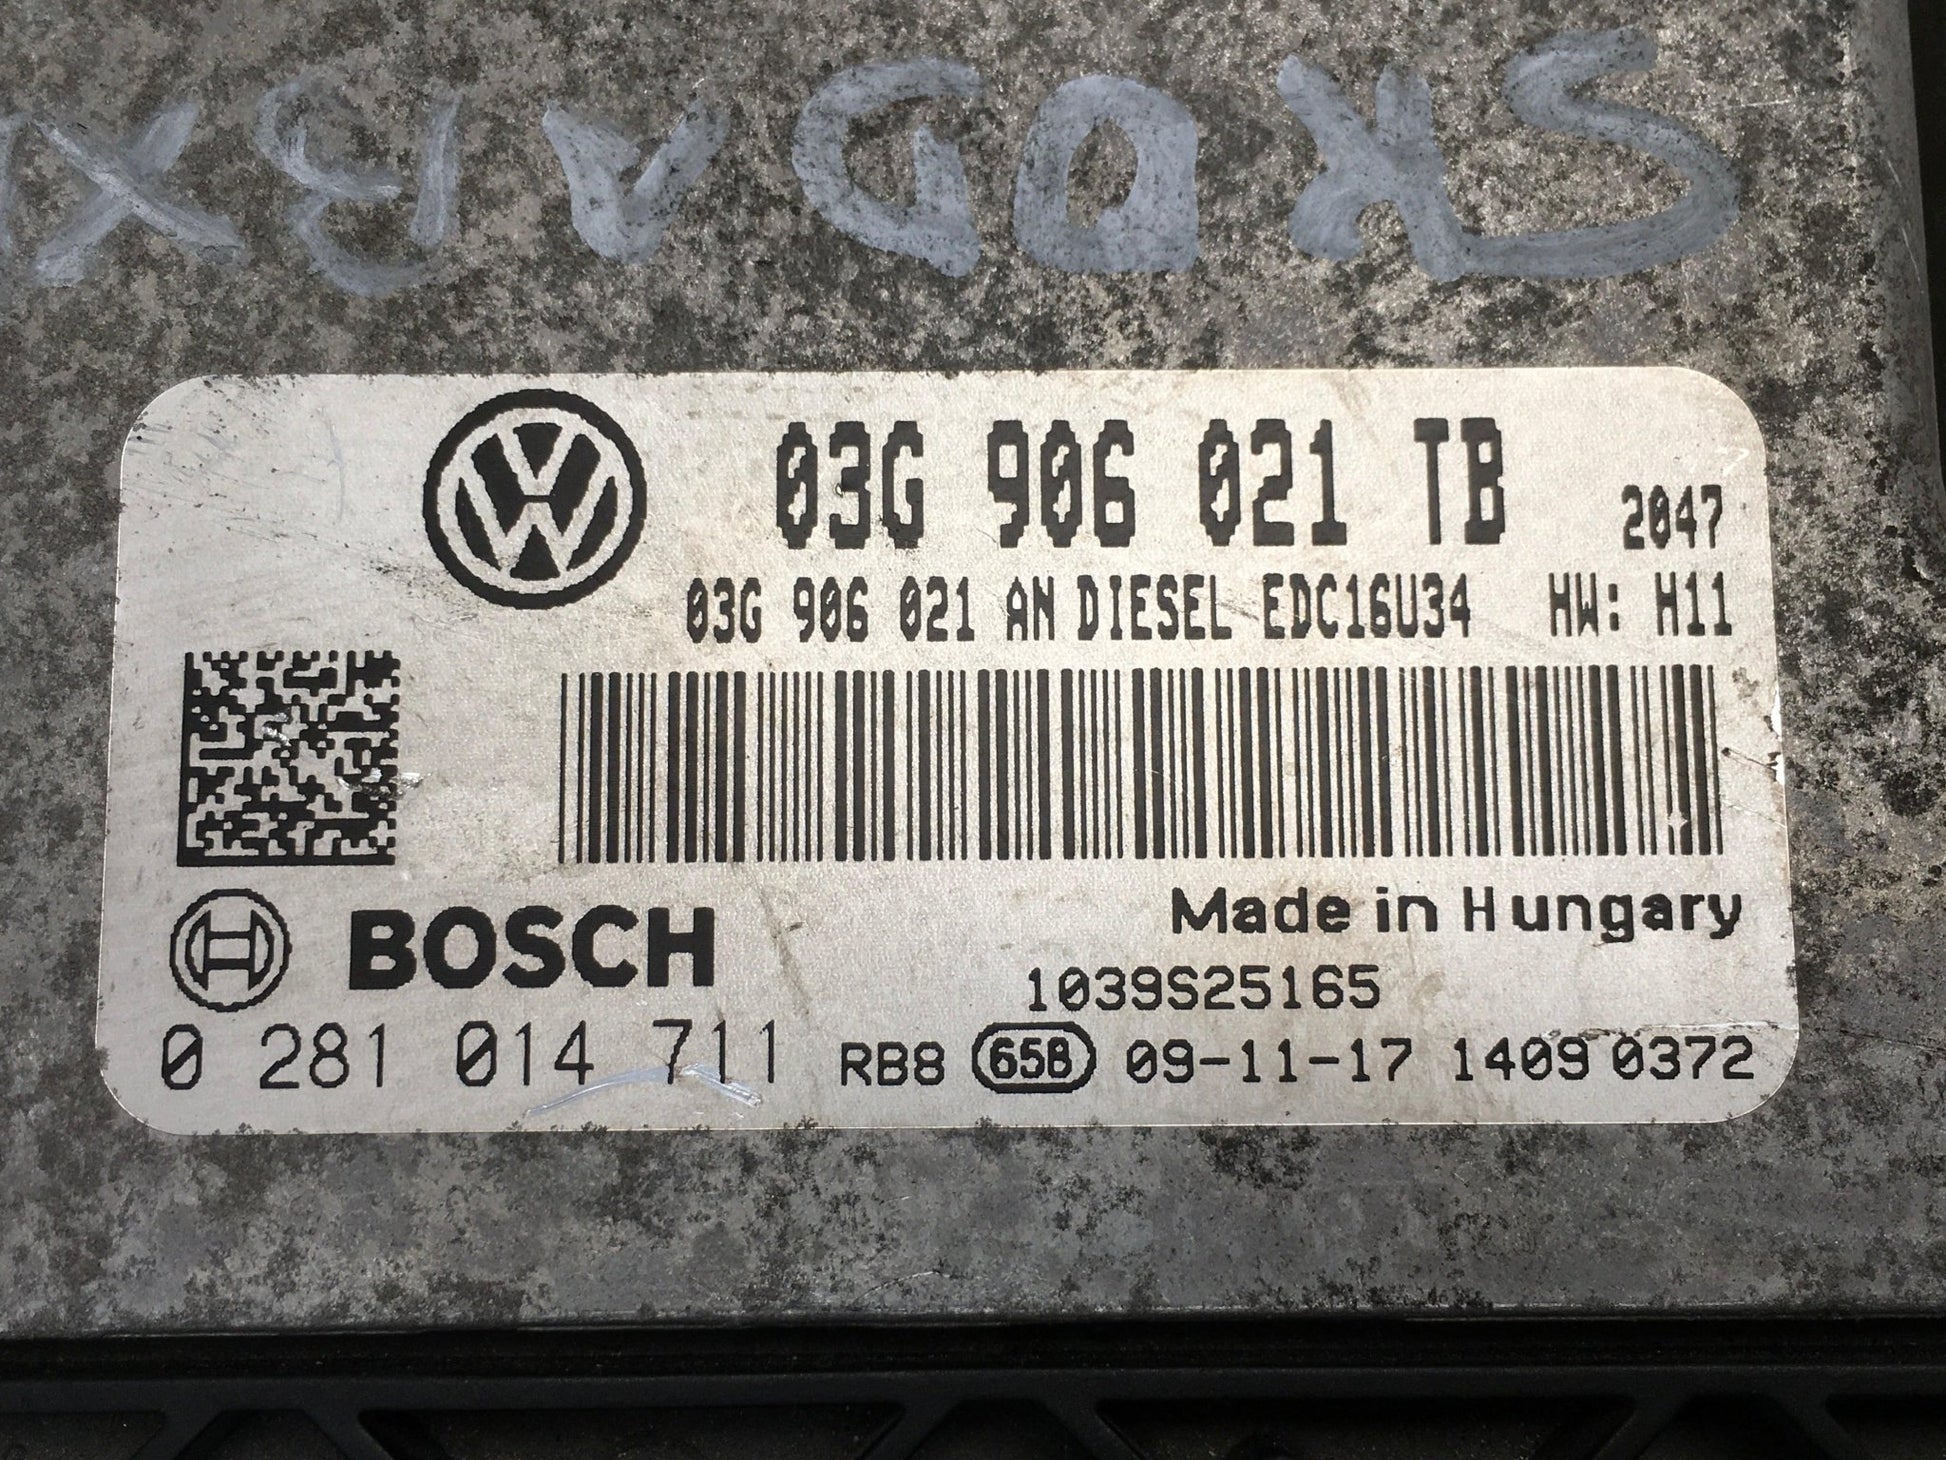 SKODA BX
03G 906 021 TB 2047
03G 906 021 AN DIESEL EDC16U34 HW: H11
BOSCH
Made in Hungary
1039S25165
0 281 014 711 RB8 658 09-11-17 1409 0372